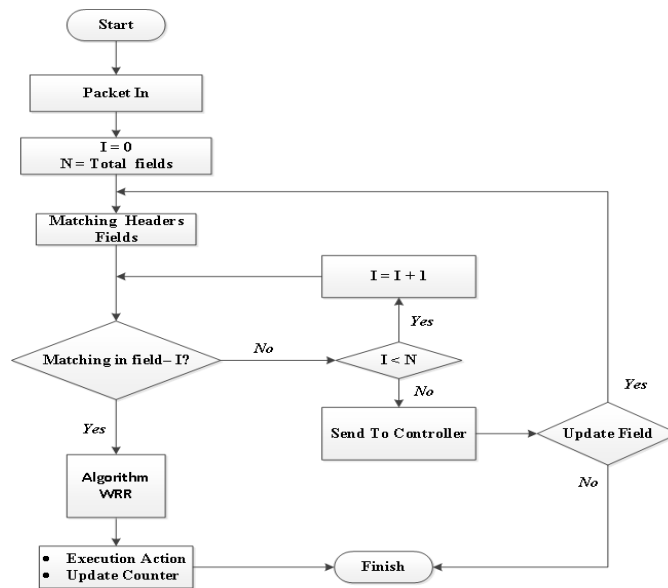 Start
Packet In
I = 0
N = Total fields
Matching Headers
Fields
I = I + 1
Yes
Matching in field– I?
No
I < N
No
Yes
Send To Controller
Update Field
Yes
No
Algorithm
WRR
• Execution Action
• Update Counter
Finish